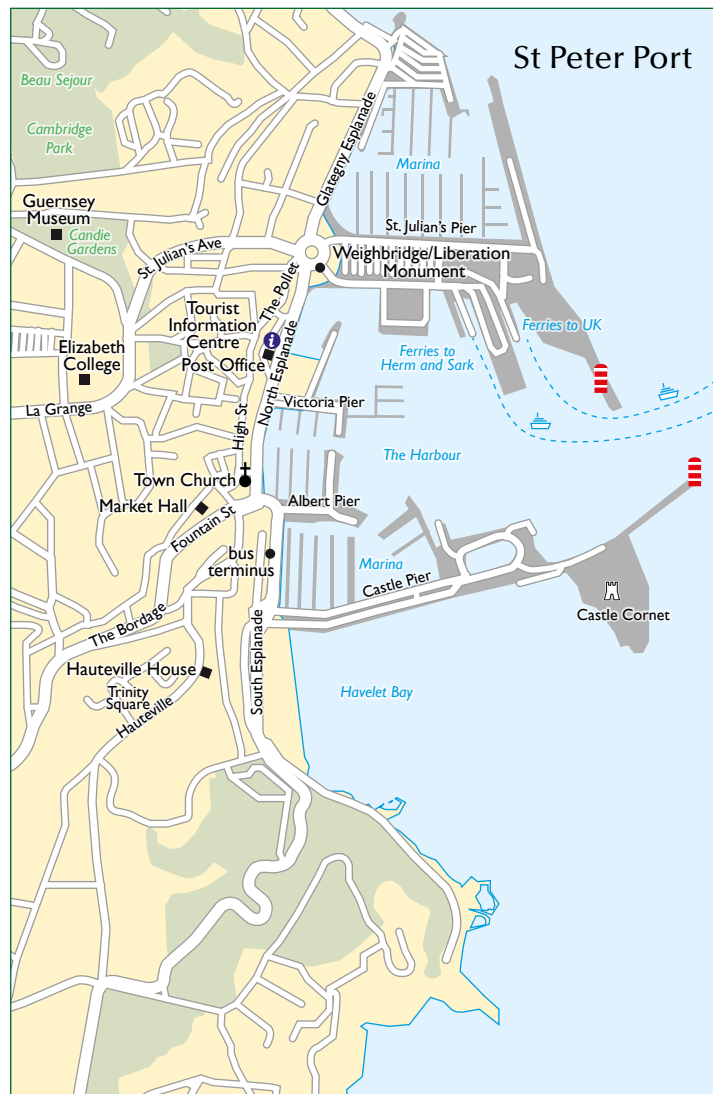 St Peter Port
Beau Sejour
Cambridge
Park
Glategny Esplanade
Marina
Guernsey
Museum
Candie
Gardens
St. Julian's Ave
St. Julian's Pier
Weighbridge/Liberation
Monument
The Pollet
Tourist
Information
Centre
i
Post Office
North Esplanade
Ferries to UK
Ferries to
Herm and Sark
Elizabeth
College
La Grange
High St
Victoria Pier
The Harbour
Town Church
Market Hall
Fountain St
Albert Pier
bus
terminus
Marina
Castle Pier
Castle Cornet
The Bordage
Hauteville House
Trinity
Square
Hauteville
South Esplanade
Havelet Bay